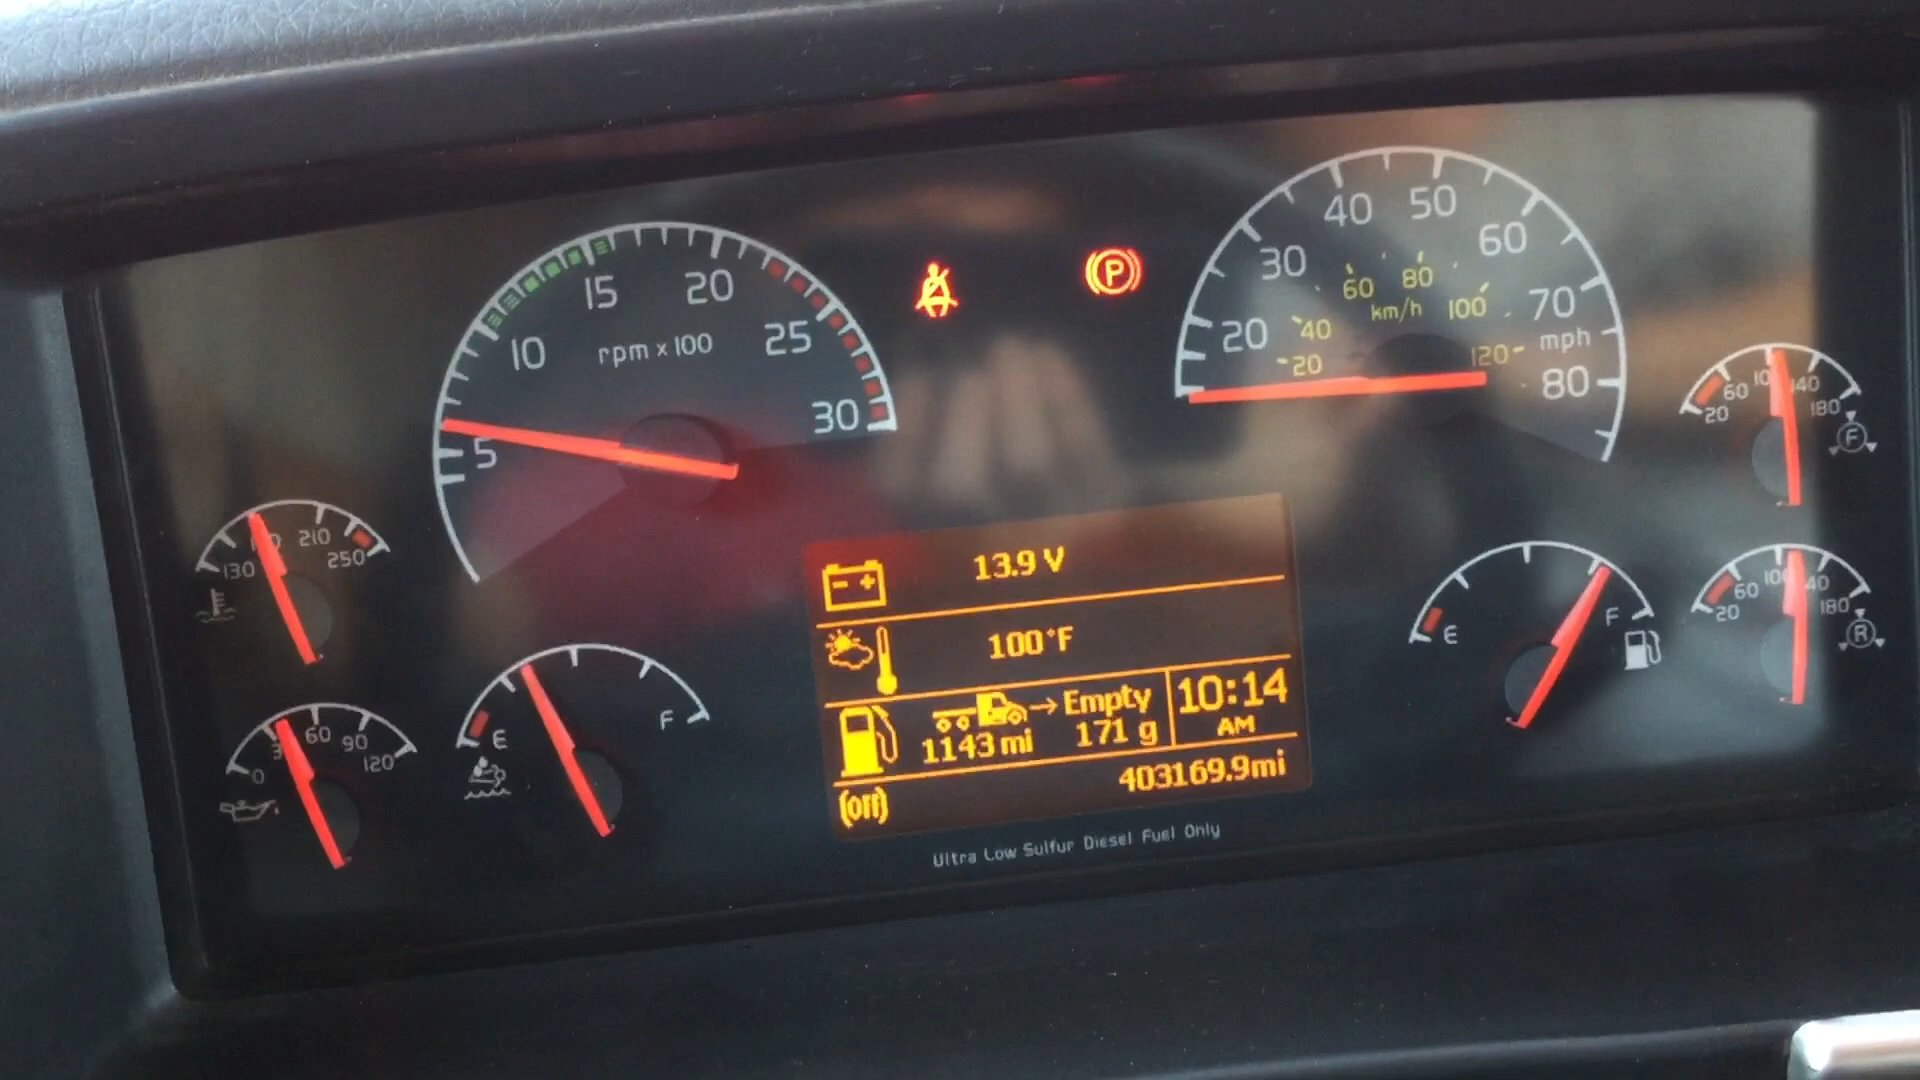 5
10
15
20
25
30
rpm x 100
P
20
30
40
50
60
70
80
mph
20
40
60
80
100
120
km/h
130
210
250
0
60
90
120
E
F
13.9 V
100°F
1143 mi
→ Empty
171 g
10:14
AM
(Off)
403169.9mi
Ultra Low Sulfur Diesel Fuel Only
E
F
20
60
140
180
F
20
60
100
180
R